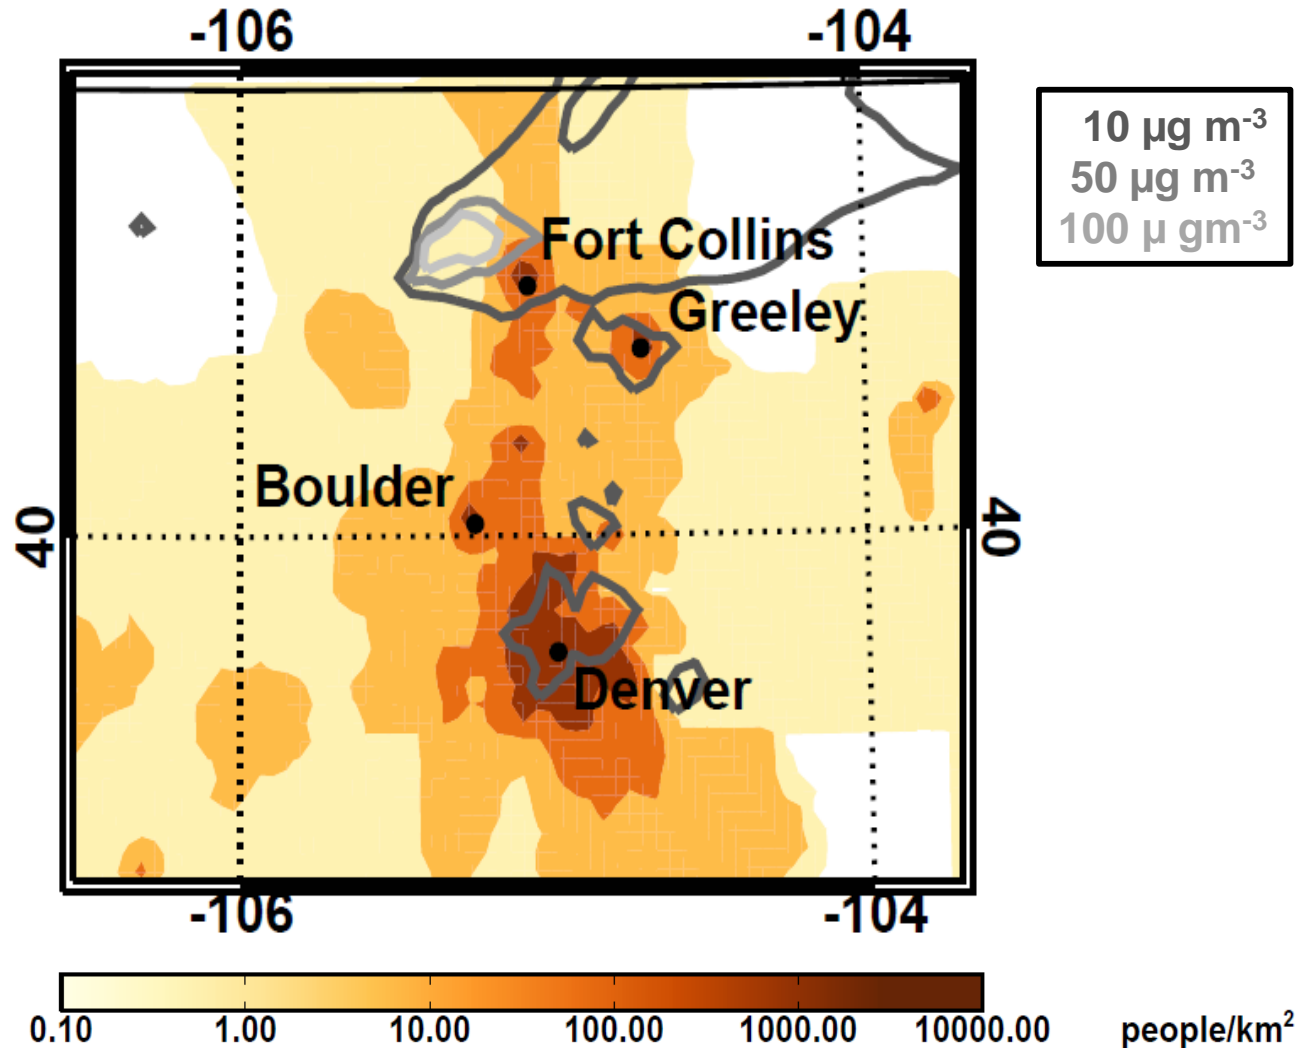 -106 -104
10 µg m-3
50 µg m-3
100 µ gm-3
Fort Collins
Greeley
Boulder
40 40
Denver
-106 -104
0.10 1.00 10.00 100.00 1000.00 10000.00 people/km2